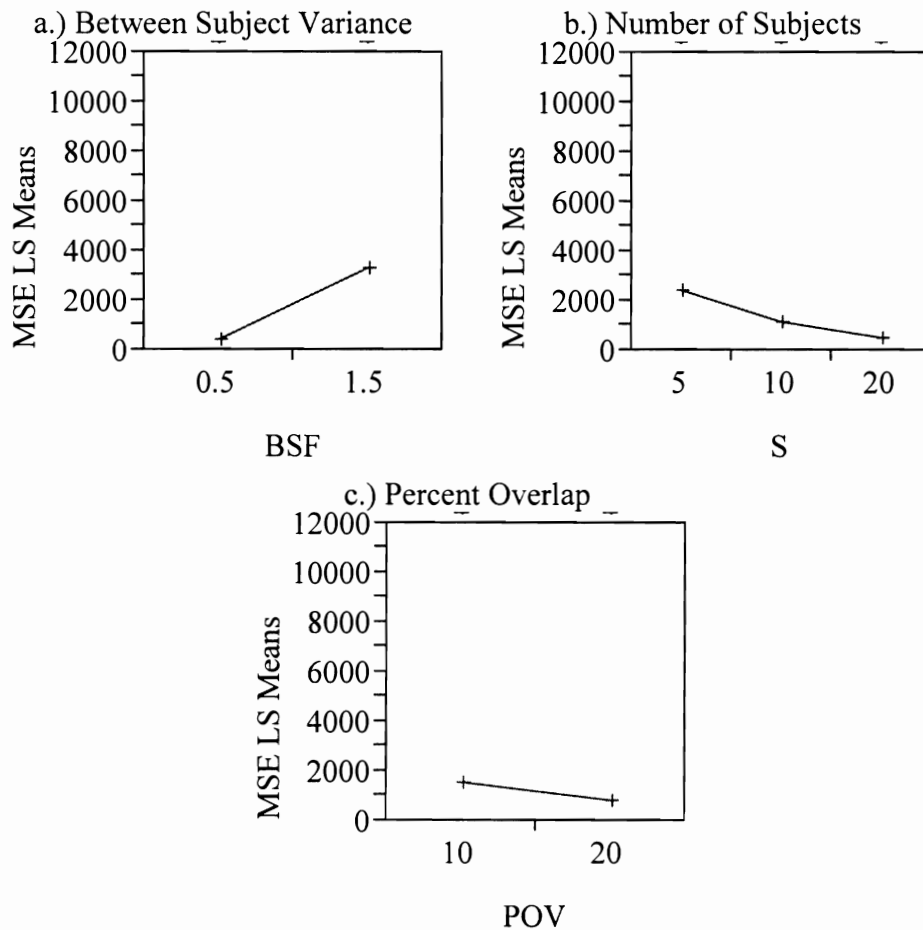 a.) Between Subject Variance
12000
10000
8000
6000
4000
2000
0
MSE LS Means
0.5 1.5
BSF
b.) Number of Subjects
12000
10000
8000
6000
4000
2000
0
MSE LS Means
5 10 20
S
c.) Percent Overlap
12000
10000
8000
6000
4000
2000
0
MSE LS Means
10 20
POV